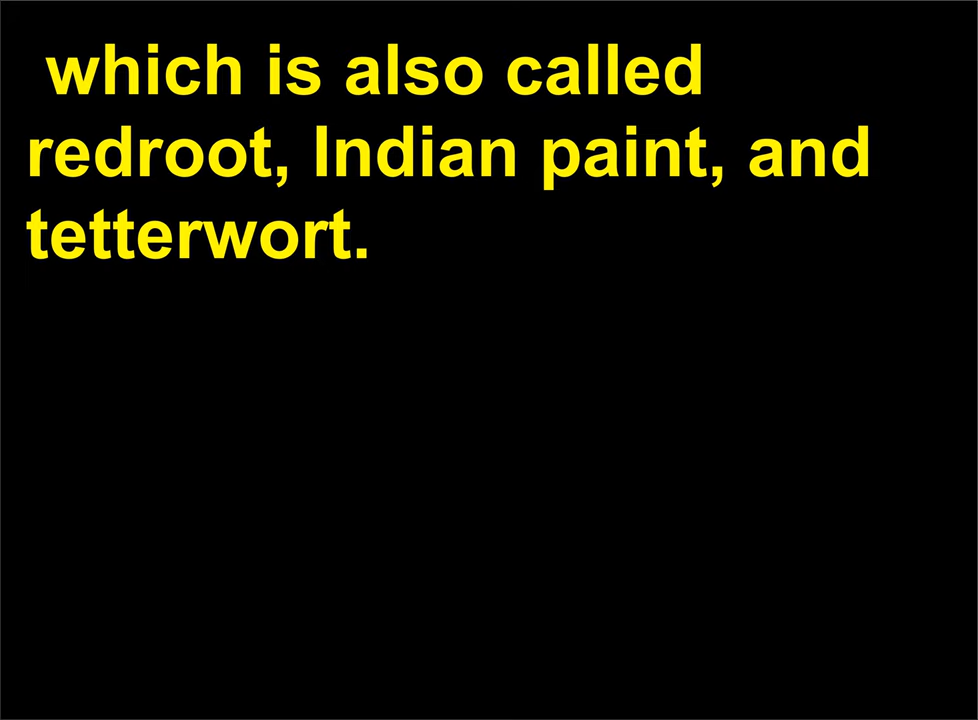 which is also called
redroot, Indian paint, and
tetterwort.